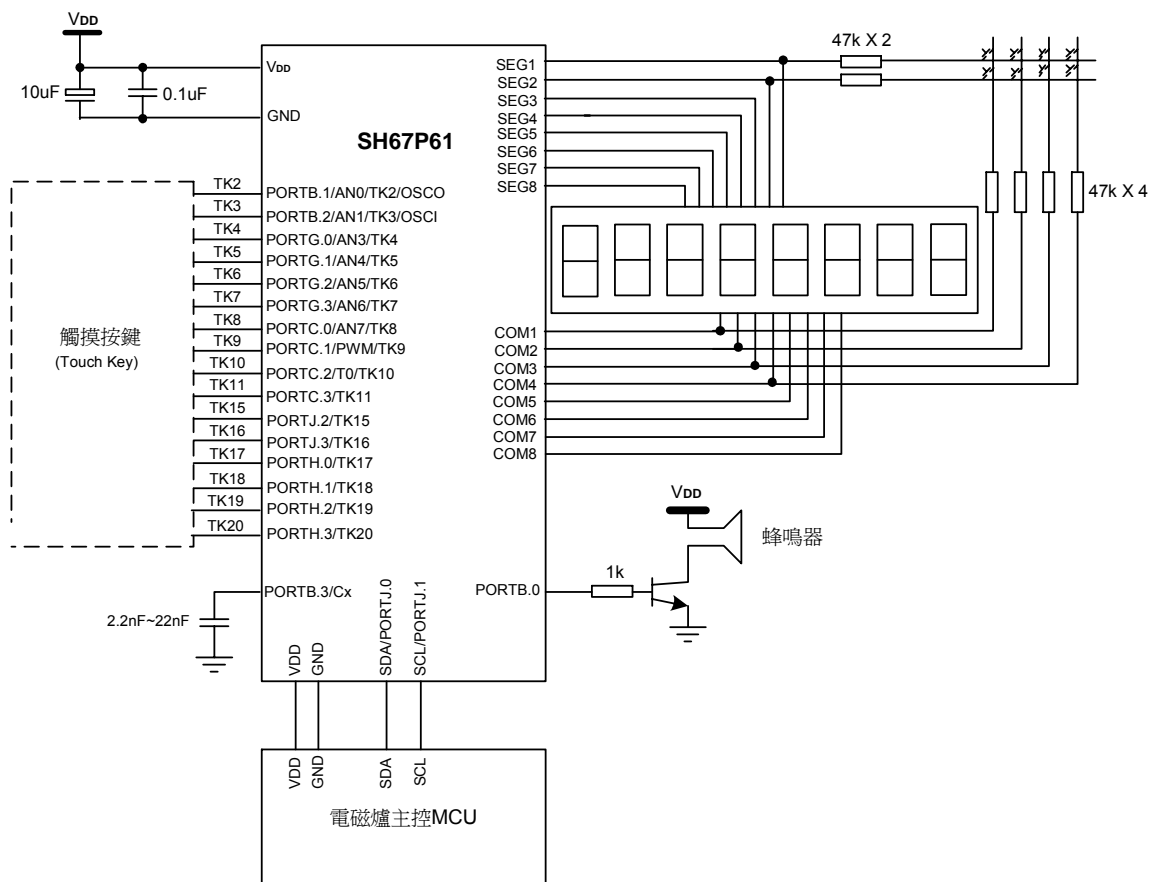 VDD
10uF
0.1uF
VDD
GND
SH67P61
SEG1
SEG2
SEG3
SEG4
SEG5
SEG6
SEG7
SEG8
47k X 2
47k X 4
TK2
PORTB.1/AN0/TK2/OSCO
TK3
PORTB.2/AN1/TK3/OSCI
TK4
PORTG.0/AN3/TK4
TK5
PORTG.1/AN4/TK5
TK6
PORTG.2/AN5/TK6
TK7
PORTG.3/AN6/TK7
TK8
PORTC.0/AN7/TK8
TK9
PORTC.1/PWM/TK9
TK10
PORTC.2/T0/TK10
TK11
PORTC.3/TK11
TK15
PORTJ.2/TK15
TK16
PORTJ.3/TK16
TK17
PORTH.0/TK17
TK18
PORTH.1/TK18
TK19
PORTH.2/TK19
TK20
PORTH.3/TK20
觸摸按鍵
(Touch Key)
COM1
COM2
COM3
COM4
COM5
COM6
COM7
COM8
VDD
蜂鳴器
1k
PORTB.0
PORTB.3/Cx
2.2nF~22nF
VDD
GND
SDA/PORTJ.0
SCL/PORTJ.1
VDD
GND
SDA
SCL
電磁爐主控MCU